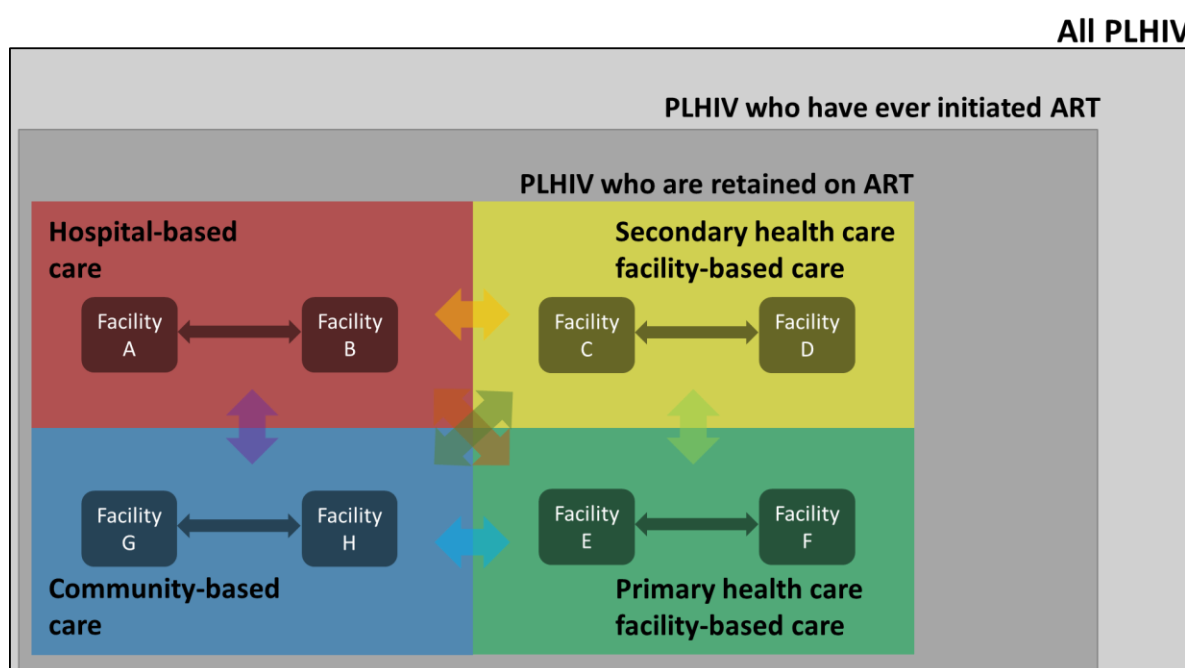 All PLHIV
PLHIV who have ever initiated ART
PLHIV who are retained on ART
Hospital-based
care
Secondary health care
facility-based care
Facility
A
Facility
B
Facility
C
Facility
D
Facility
G
Facility
H
Facility
E
Facility
F
Community-based
care
Primary health care
facility-based care